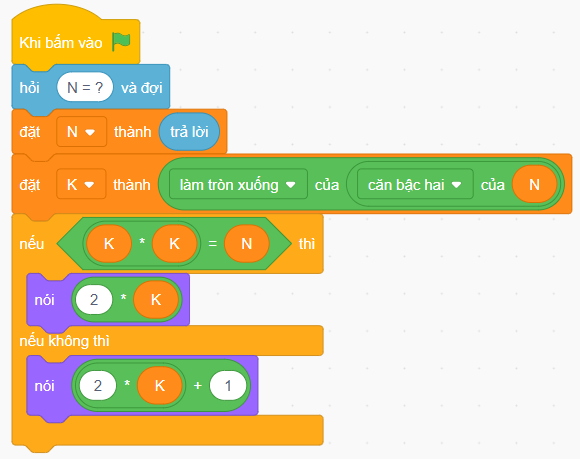 Khi bấm vào
hỏi N = ? và đợi
đặt N thành trả lời
đặt K thành làm tròn xuống của căn bậc hai của N
nếu K * K = N thì
nói 2 * K
nếu không thì
nói 2 * K + 1